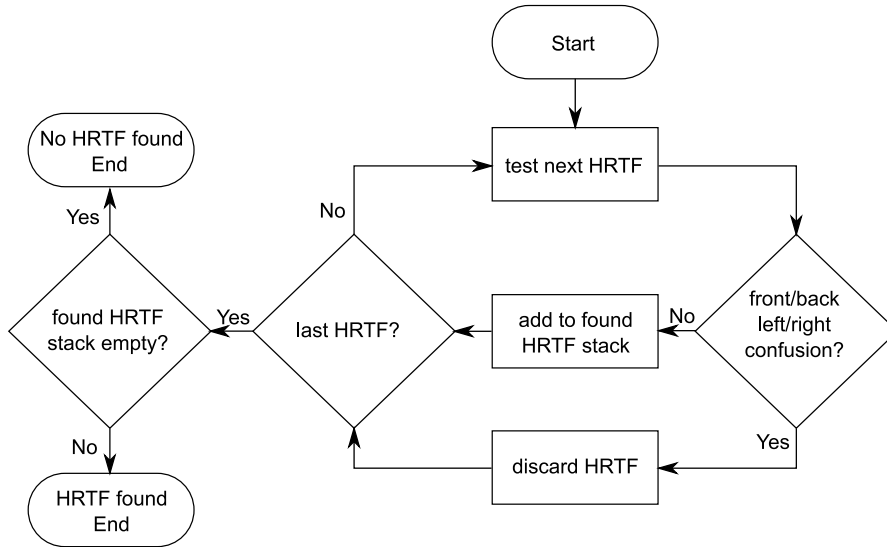 Start
No HRTF found
End
test next HRTF
Yes
No
found HRTF
stack empty?
Yes
last HRTF?
add to found
HRTF stack
No
front/back
left/right
confusion?
No
Yes
discard HRTF
HRTF found
End